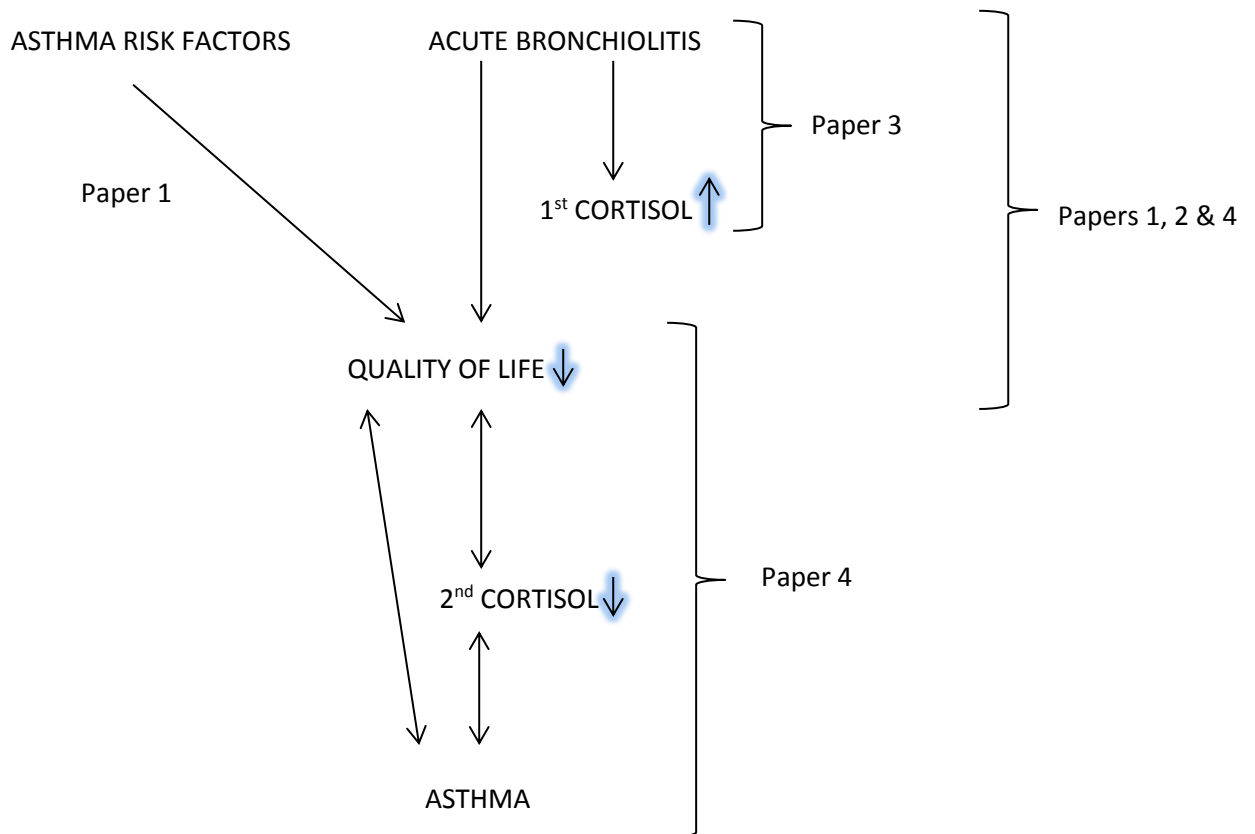 ASTHMA RISK FACTORS
ACUTE BRONCHIOLITIS
Paper 3
Paper 1
1st CORTISOL
Papers 1, 2 & 4
QUALITY OF LIFE
Paper 4
2nd CORTISOL
ASTHMA